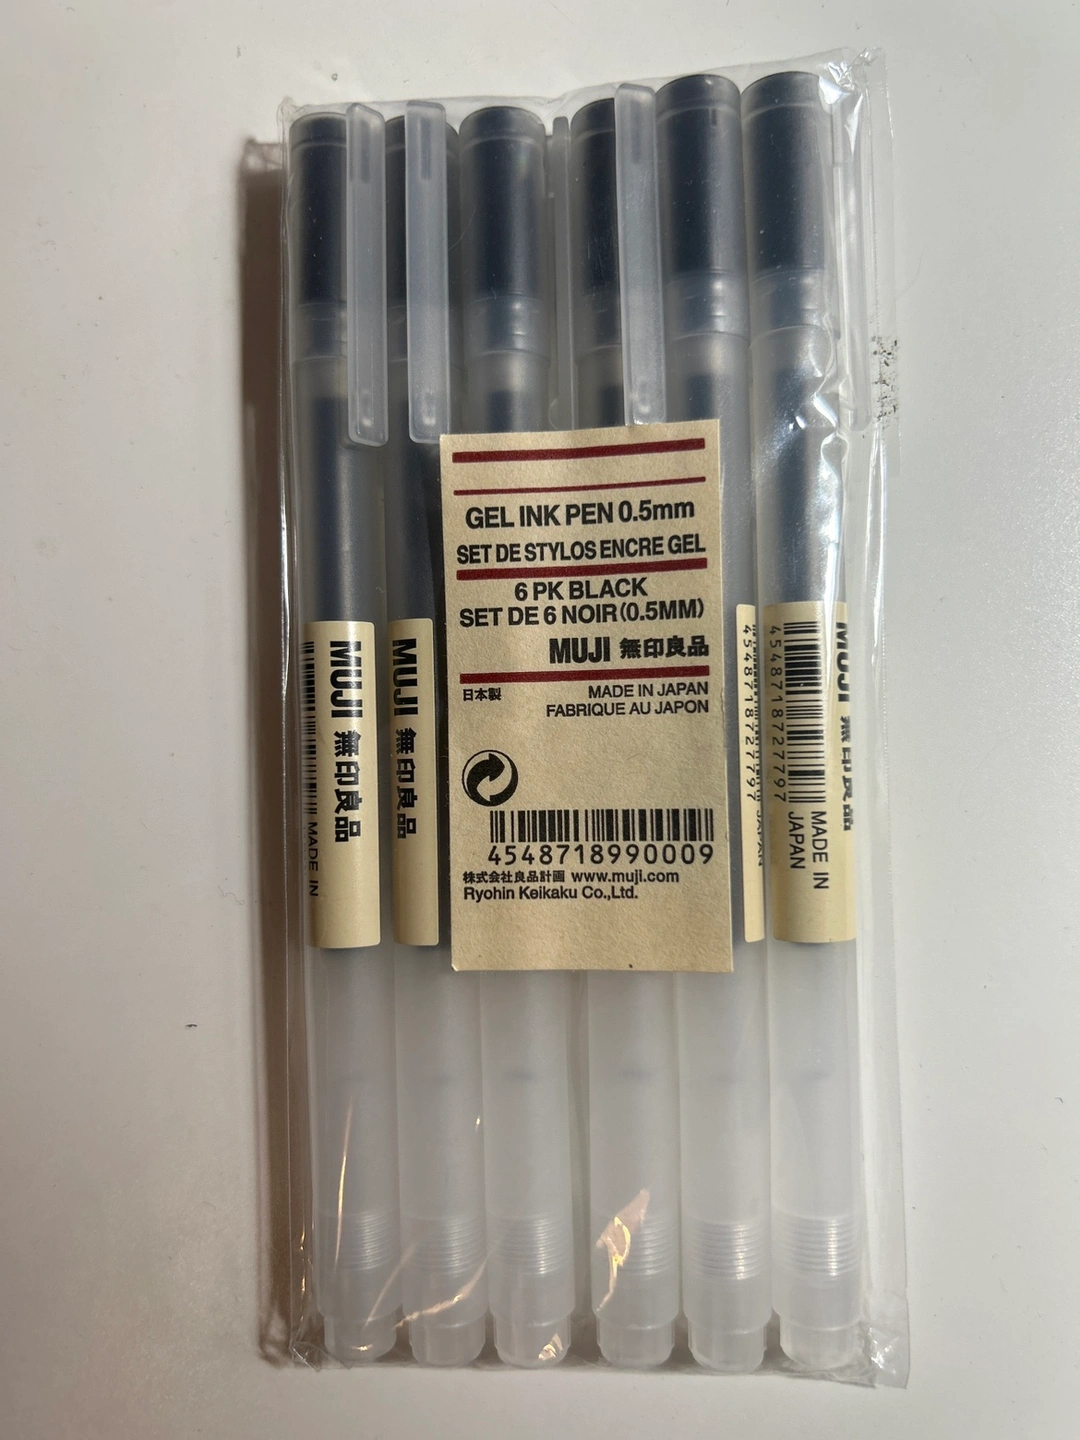 GEL INK PEN 0.5mm
SET DE STYLOS ENCRE GEL
6 PK BLACK
SET DE 6 NOIR (0.5MM)
MUJI 無印良品
日本製
MADE IN JAPAN
FABRIQUE AU JAPON
4548718990009
株式会社良品計画 www.muji.com
Ryohin Keikaku Co.,Ltd.
MUJI 無印良品
MADE IN
MUJI 無印良品
4548718727797
JAPAN
4548718727797
MADE IN
JAPAN
MUJI 無印良品